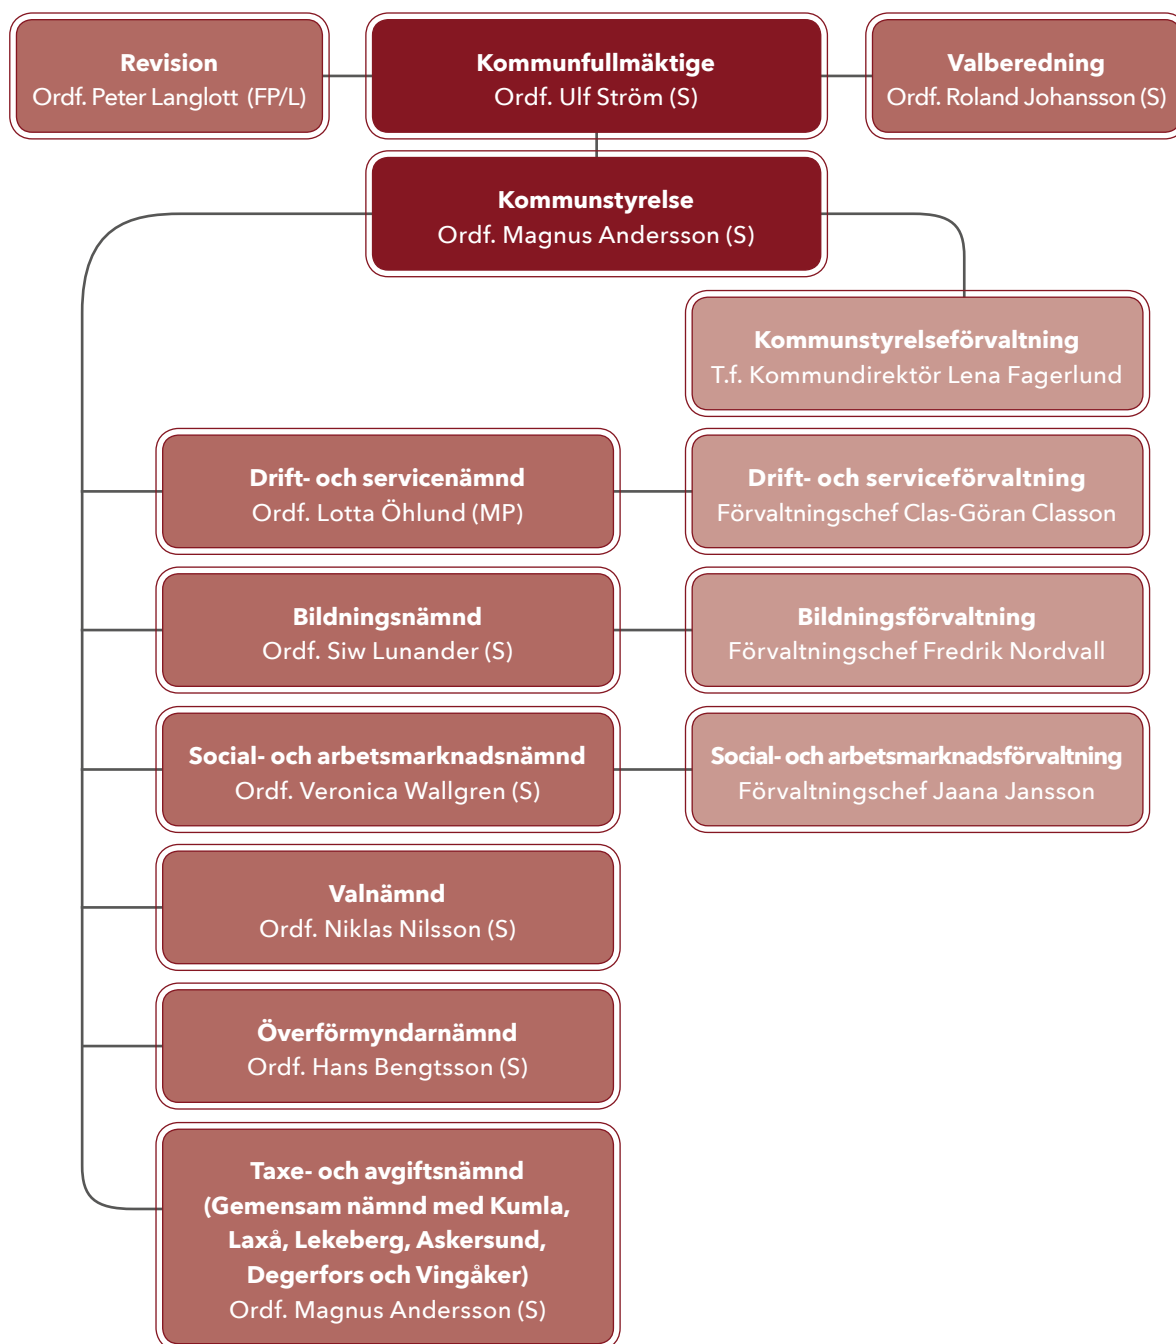 Revision
Ordf. Peter Langlott (FP/L)
Kommunfullmäktige
Ordf. Ulf Ström (S)
Valberedning
Ordf. Roland Johansson (S)
Kommunstyrelse
Ordf. Magnus Andersson (S)
Kommunstyrelseförvaltning
T.f. Kommundirektör Lena Fagerlund
Drift- och servicenämnd
Ordf. Lotta Öhlund (MP)
Drift- och serviceförvaltning
Förvaltningschef Clas-Göran Classon
Bildningsnämnd
Ordf. Siw Lunander (S)
Bildningsförvaltning
Förvaltningschef Fredrik Nordvall
Social- och arbetsmarknadsnämnd
Ordf. Veronica Wallgren (S)
Social- och arbetsmarknadsförvaltning
Förvaltningschef Jaana Jansson
Valnämnd
Ordf. Niklas Nilsson (S)
Överförmyndarnämnd
Ordf. Hans Bengtsson (S)
Taxe- och avgiftsnämnd
(Gemensam nämnd med Kumla,
Laxå, Lekeberg, Askersund,
Degerfors och Vingåker)
Ordf. Magnus Andersson (S)